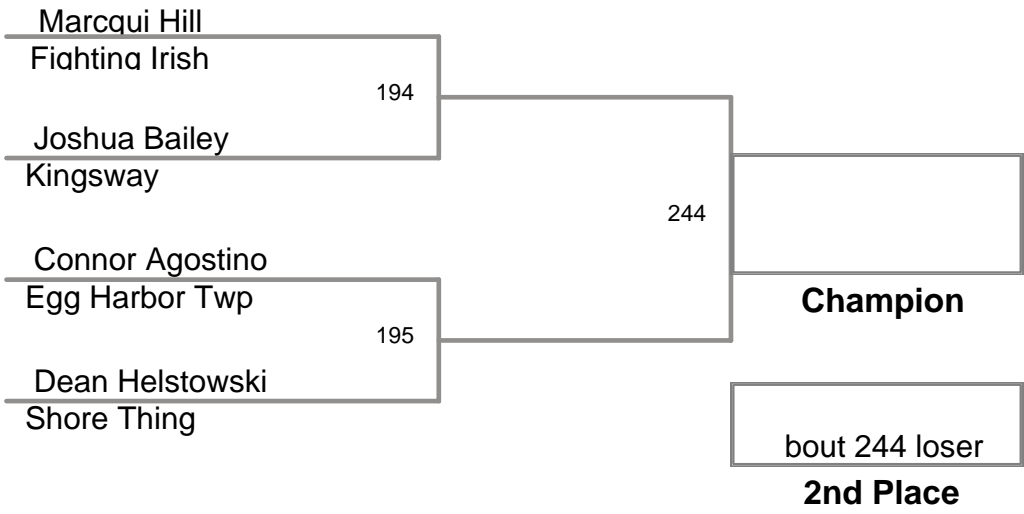 Marcqui Hill
Fighting Irish
194
Joshua Bailey
Kingsway
244
Connor Agostino
Egg Harbor Twp
Champion
195
Dean Helstowski
Shore Thing
bout 244 loser
2nd Place